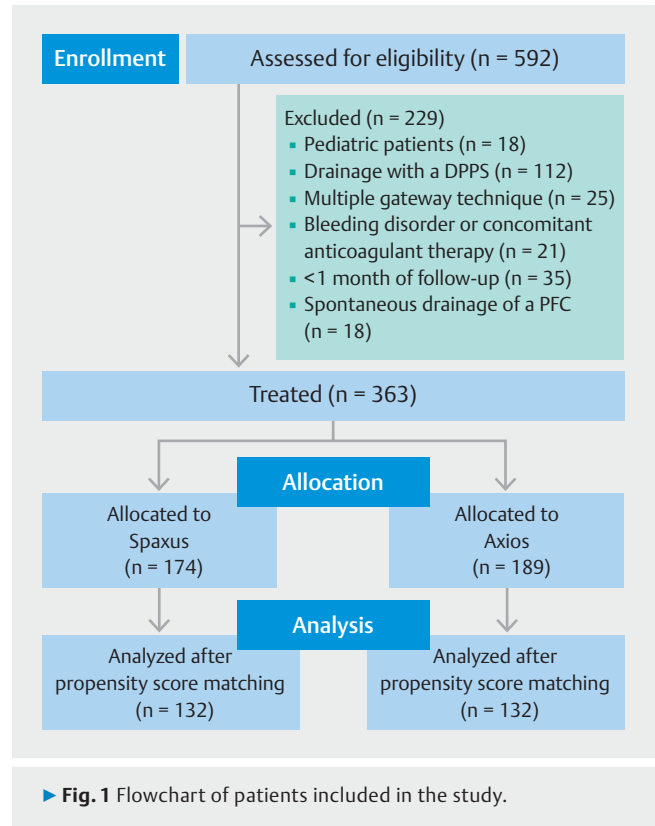 Enrollment
Assessed for eligibility (n = 592)
Excluded (n = 229)
▪ Pediatric patients (n = 18)
▪ Drainage with a DPPS (n = 112)
▪ Multiple gateway technique (n = 25)
▪ Bleeding disorder or concomitant
anticoagulant therapy (n = 21)
▪ <1 month of follow-up (n = 35)
▪ Spontaneous drainage of a PFC
(n = 18)
Treated (n = 363)
Allocation
Allocated to
Spaxus
(n = 174)
Allocated to
Axios
(n = 189)
Analysis
Analyzed after
propensity score matching
(n = 132)
Analyzed after
propensity score matching
(n = 132)
▶ Fig. 1 Flowchart of patients included in the study.